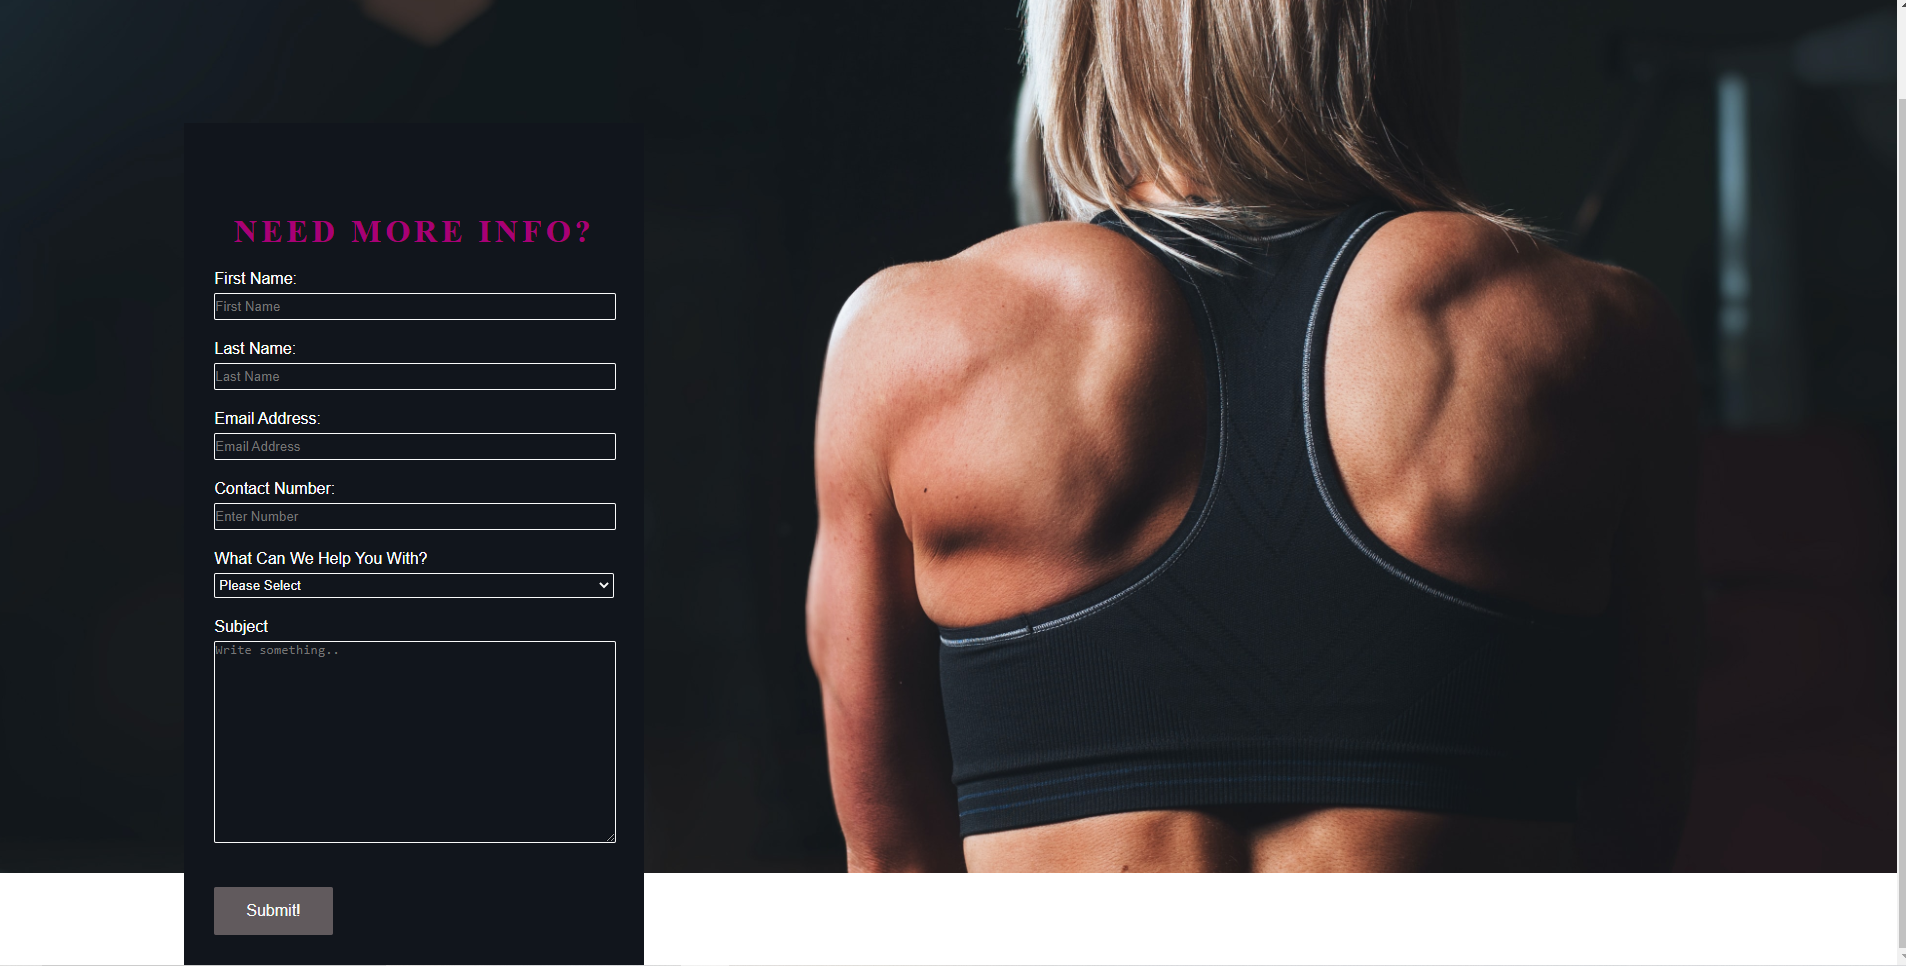 NEED MORE INFO?
First Name:
First Name
Last Name:
Last Name
Email Address:
Email Address
Contact Number:
Enter Number
What Can We Help You With?
Please Select
Subject
Write something..
Submit!